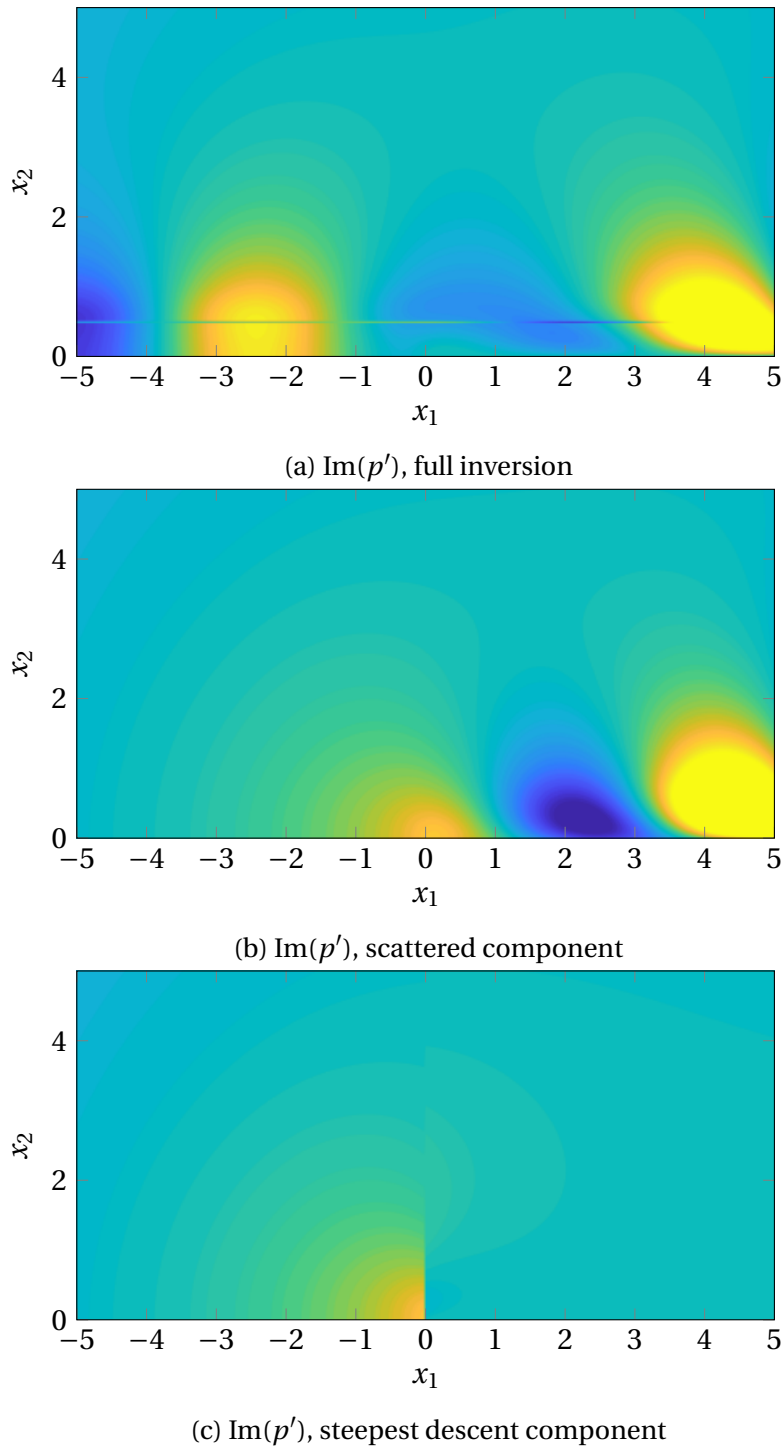 4
2
0
x₂
−5 −4 −3 −2 −1 0 1 2 3 4 5
x₁
(a) Im(p′), full inversion
4
2
0
x₂
−5 −4 −3 −2 −1 0 1 2 3 4 5
x₁
(b) Im(p′), scattered component
4
2
0
x₂
−5 −4 −3 −2 −1 0 1 2 3 4 5
x₁
(c) Im(p′), steepest descent component